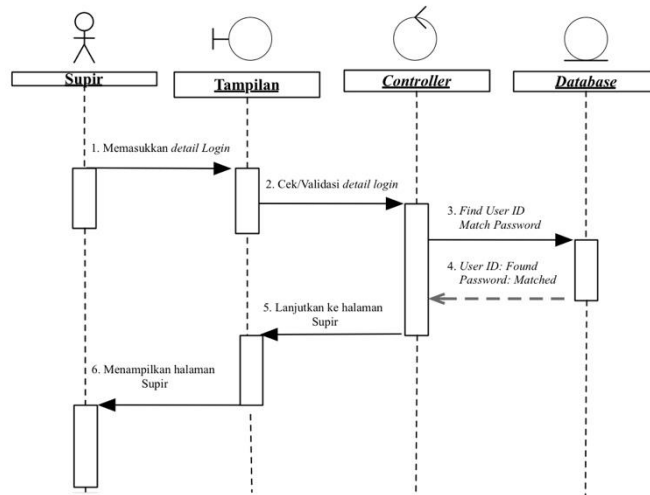 Supir
Tampilan
Controller
Database
1. Memasukkan detail Login
2. Cek/Validasi detail login
3. Find User ID
Match Password
4. User ID: Found
Password: Matched
5. Lanjutkan ke halaman
Supir
6. Menampilkan halaman
Supir